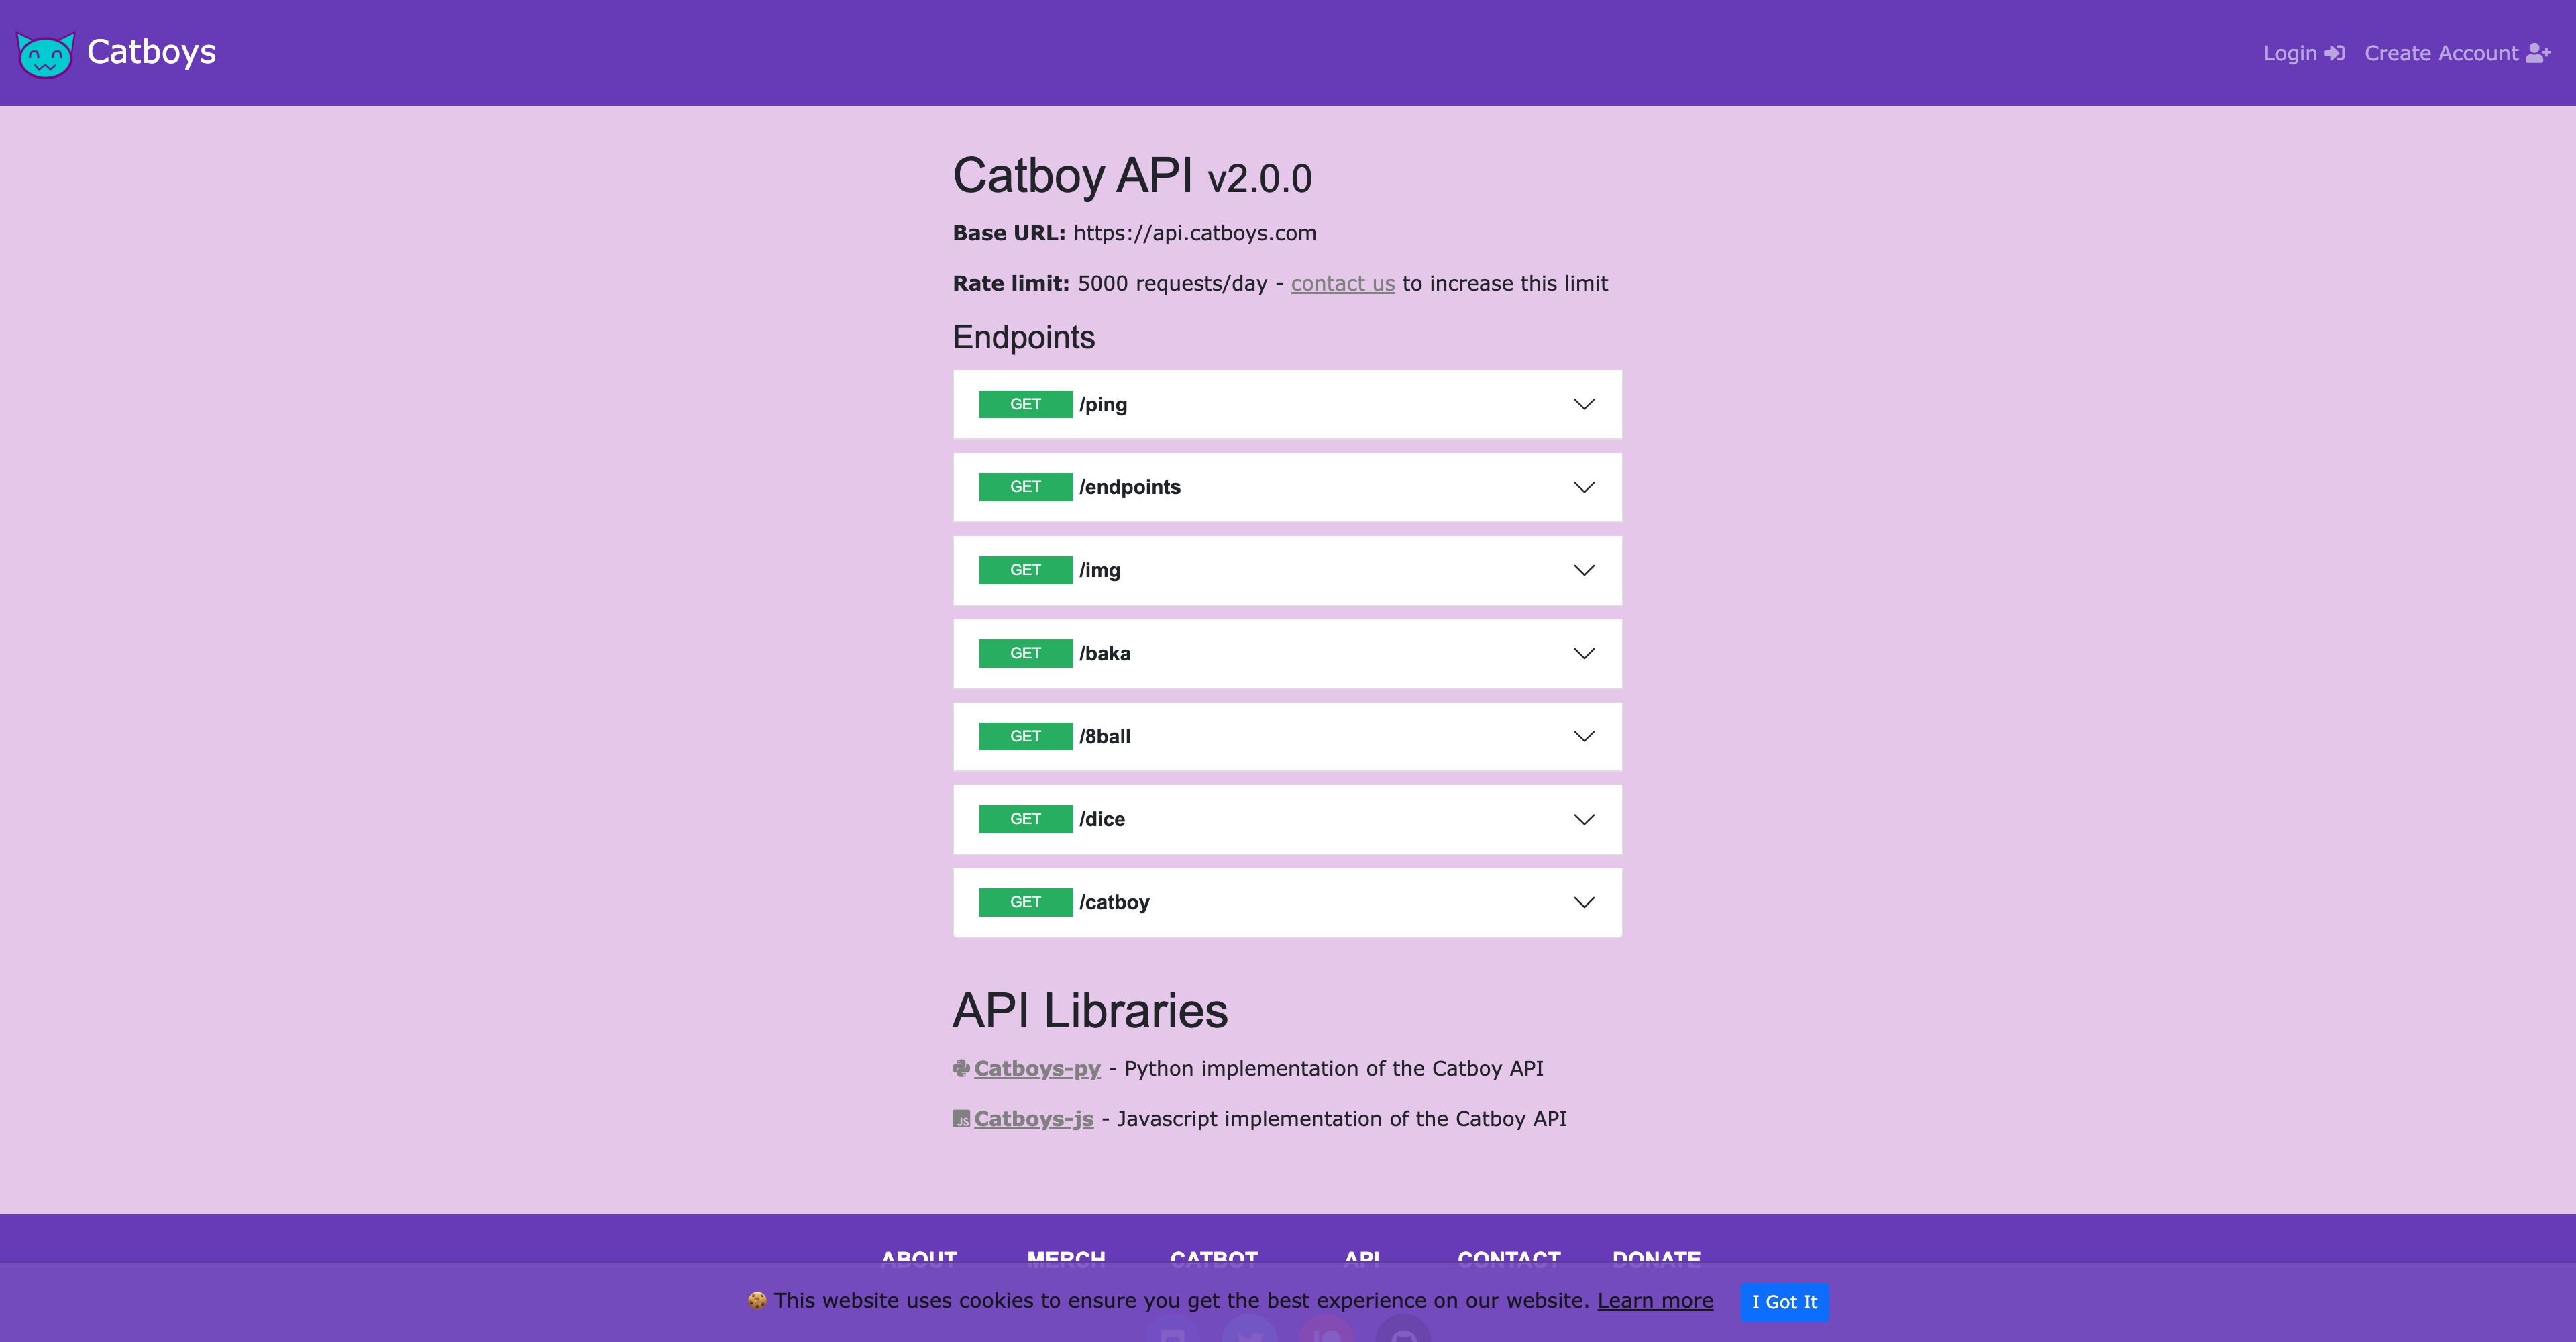 Catboys
Login
Create Account
Catboy API v2.0.0
Base URL: https://api.catboys.com
Rate limit: 5000 requests/day - contact us to increase this limit
Endpoints
GET /ping
GET /endpoints
GET /img
GET /baka
GET /8ball
GET /dice
GET /catboy
API Libraries
Catboys-py - Python implementation of the Catboy API
JS Catboys-js - Javascript implementation of the Catboy API
ABOUT MERCH CATBOT API CONTACT DONATE
🍪 This website uses cookies to ensure you get the best experience on our website. Learn more I Got It